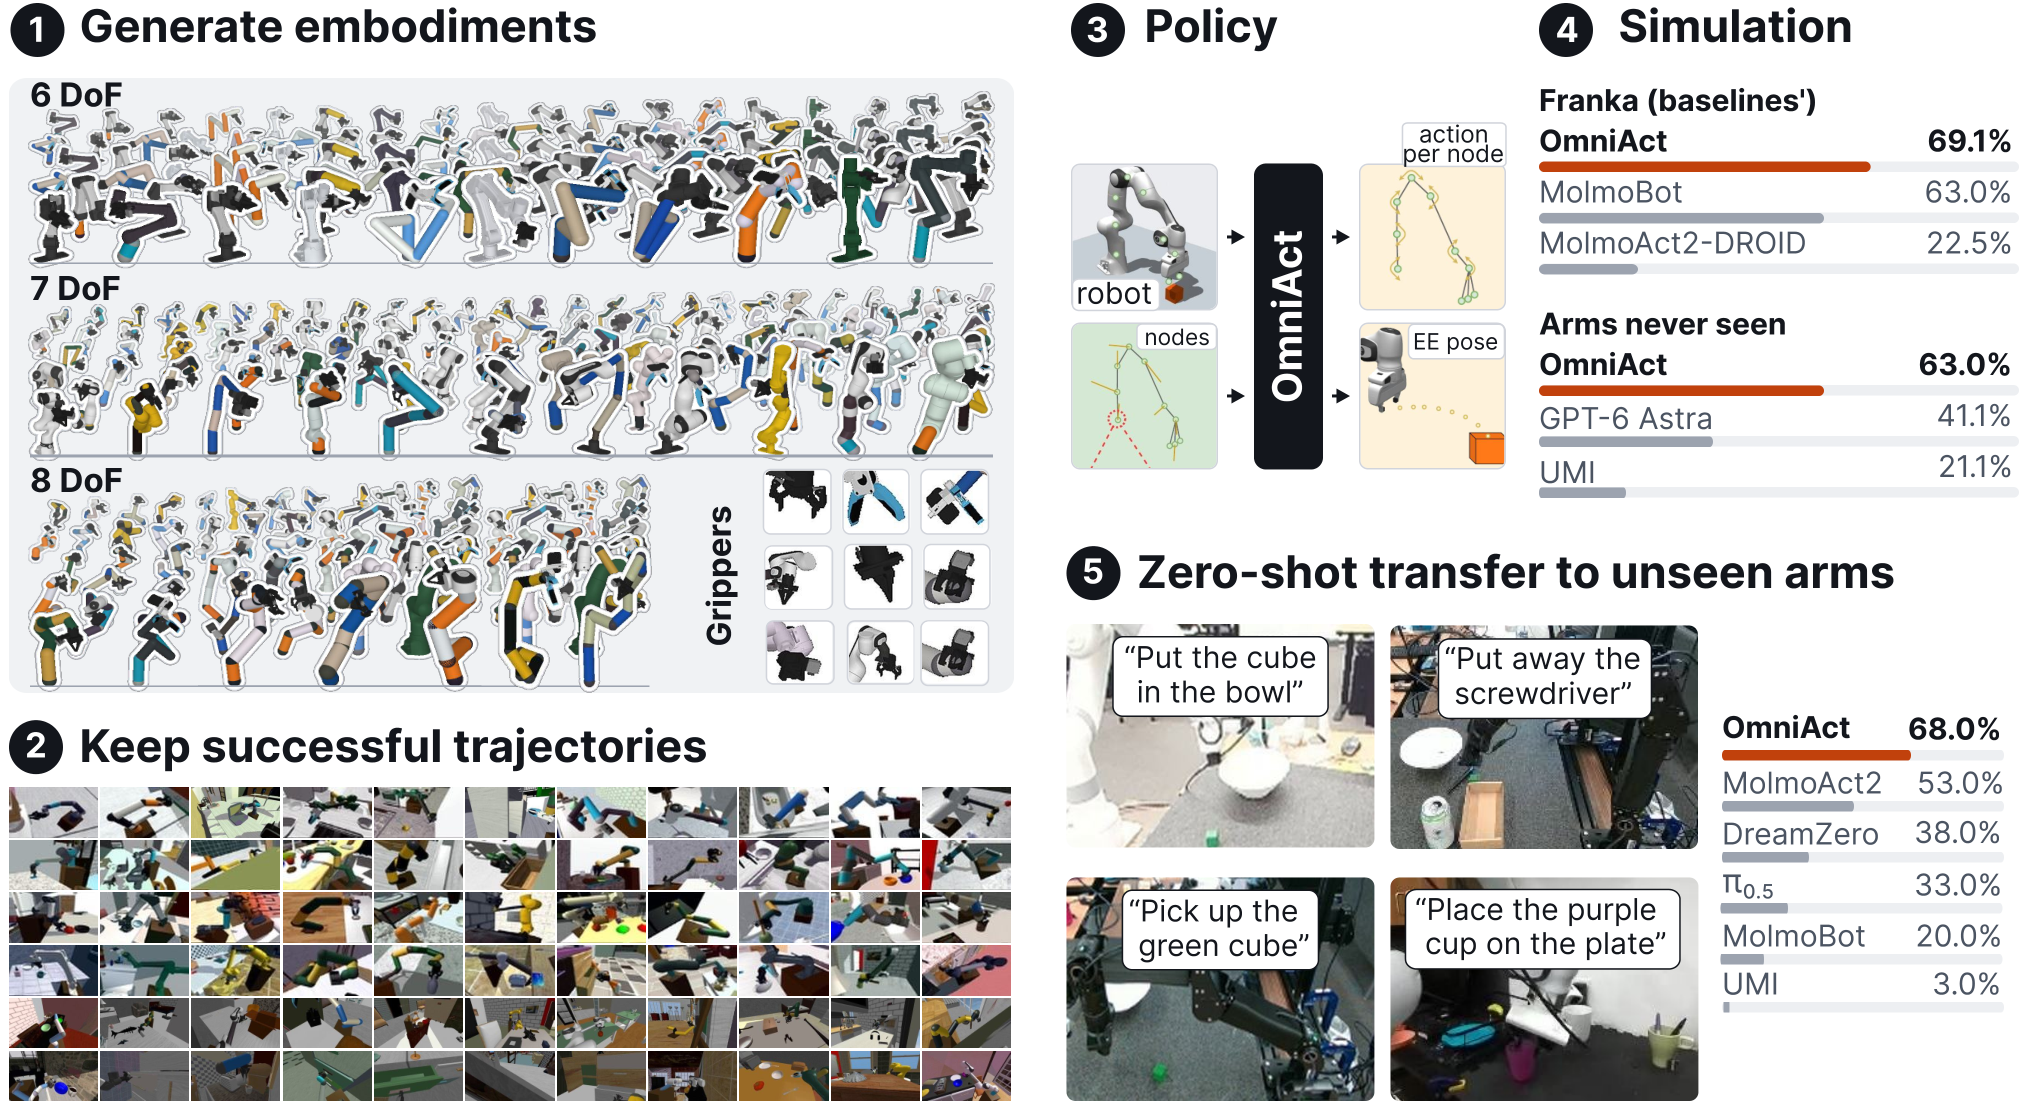 1 Generate embodiments
6 DoF
7 DoF
8 DoF
Grippers
2 Keep successful trajectories
3 Policy
robot
nodes
OmniAct
action
per node
EE pose
4 Simulation
Franka (baselines')
OmniAct 69.1%
MolmoBot 63.0%
MolmoAct2-DROID 22.5%
Arms never seen
OmniAct 63.0%
GPT-6 Astra 41.1%
UMI 21.1%
5 Zero-shot transfer to unseen arms
“Put the cube
in the bowl”
“Put away the
screwdriver”
“Pick up the
green cube”
“Place the purple
cup on the plate”
OmniAct 68.0%
MolmoAct2 53.0%
DreamZero 38.0%
π0.5 33.0%
MolmoBot 20.0%
UMI 3.0%